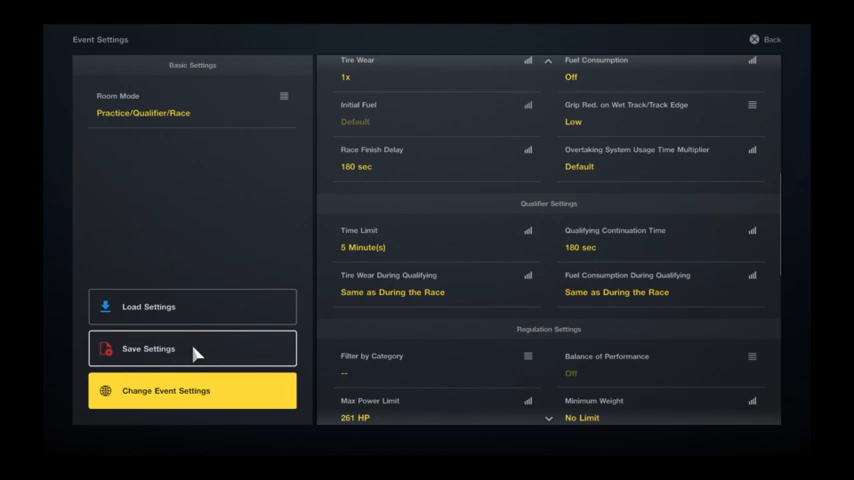 Event Settings
Back
Basic Settings
Room Mode
Practice/Qualifier/Race
Load Settings
Save Settings
Change Event Settings
Tire Wear
1x
Fuel Consumption
Off
Initial Fuel
Default
Grip Red. on Wet Track/Track Edge
Low
Race Finish Delay
180 sec
Overtaking System Usage Time Multiplier
Default
Qualifier Settings
Time Limit
5 Minute(s)
Qualifying Continuation Time
180 sec
Tire Wear During Qualifying
Same as During the Race
Fuel Consumption During Qualifying
Same as During the Race
Regulation Settings
Filter by Category
--
Balance of Performance
Off
Max Power Limit
261 HP
Minimum Weight
No Limit